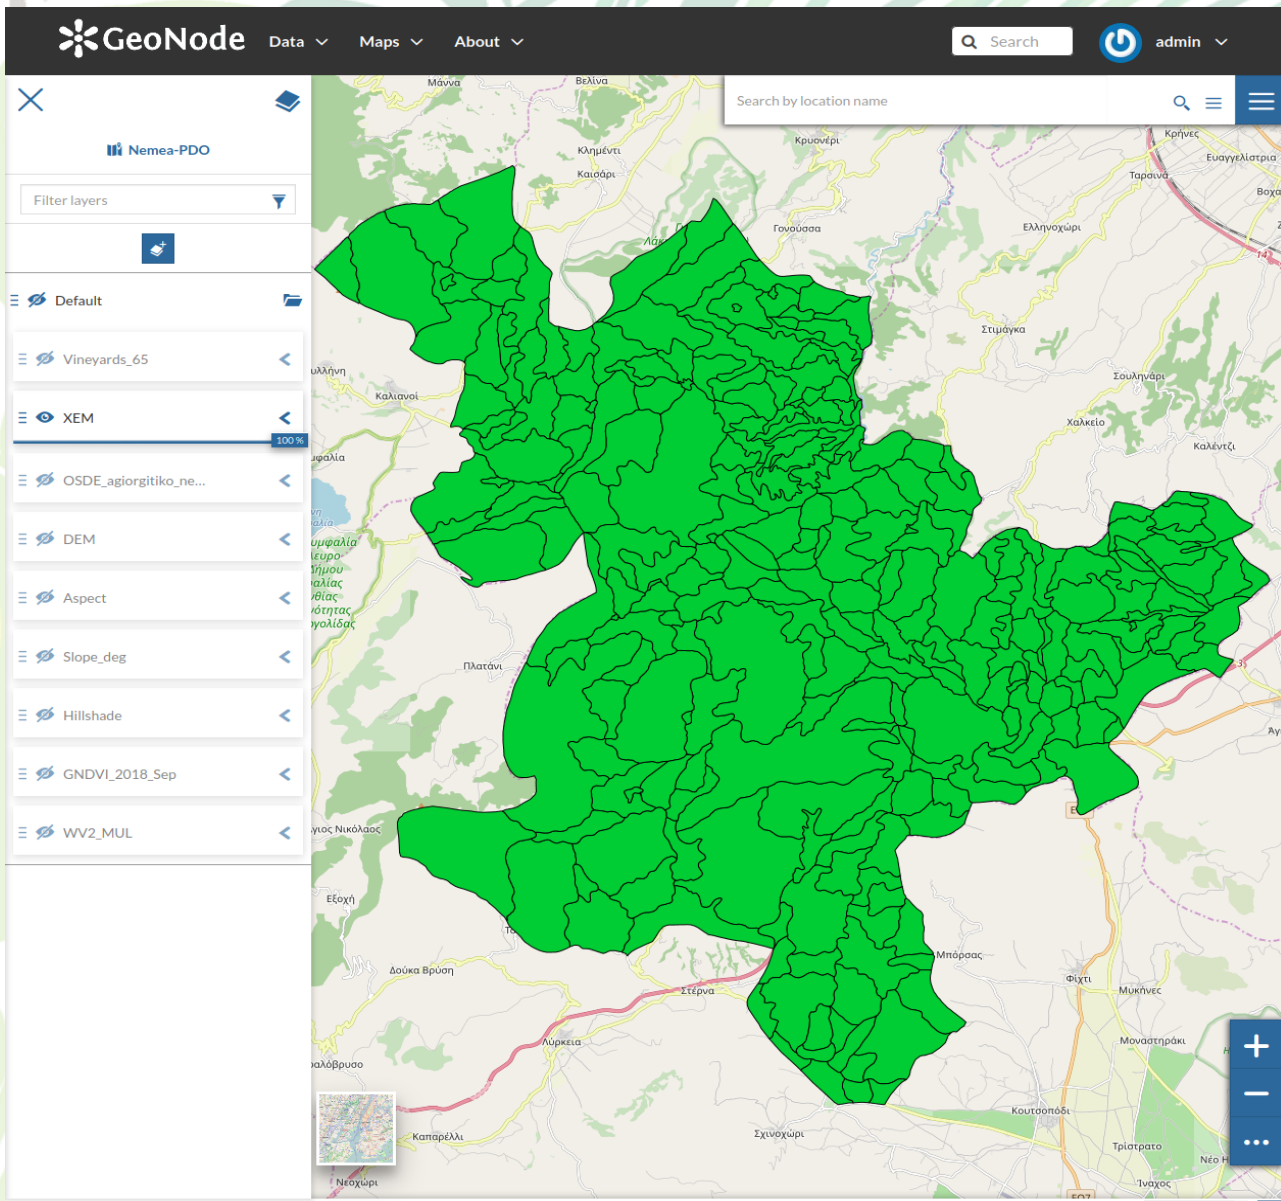 GeoNode
Data
Maps
About
Search
admin
Nemea-PDO
Filter layers
Default
Vineyards_65
XEM
100 %
OSDE_agiorgitiko_ne...
DEM
Aspect
Slope_deg
Hillshade
GNDVI_2018_Sep
WV2_MUL
Search by location name
Μάννα
Βελίνα
Κλημέντι
Καισάρι
Κρυονέρι
Γονούσσα
Κρήνες
Ευαγγελίστρια
Ταρσινά
Ελληνοχώρι
Στιμάγκα
Σουληνάρι
Χαλκείο
Καλέντζι
Καλιανοί
Πλατάνι
Εξοχή
Δούκα Βρύση
Στέρνα
Λύρκεια
Μπόρσας
Φίχτι
Μυκήνες
Μοναστηράκι
Κουτσοπόδι
Τρίστρατο
Ίναχος
Σχινοχώρι
Καπαρέλλι
Νεοχώρι